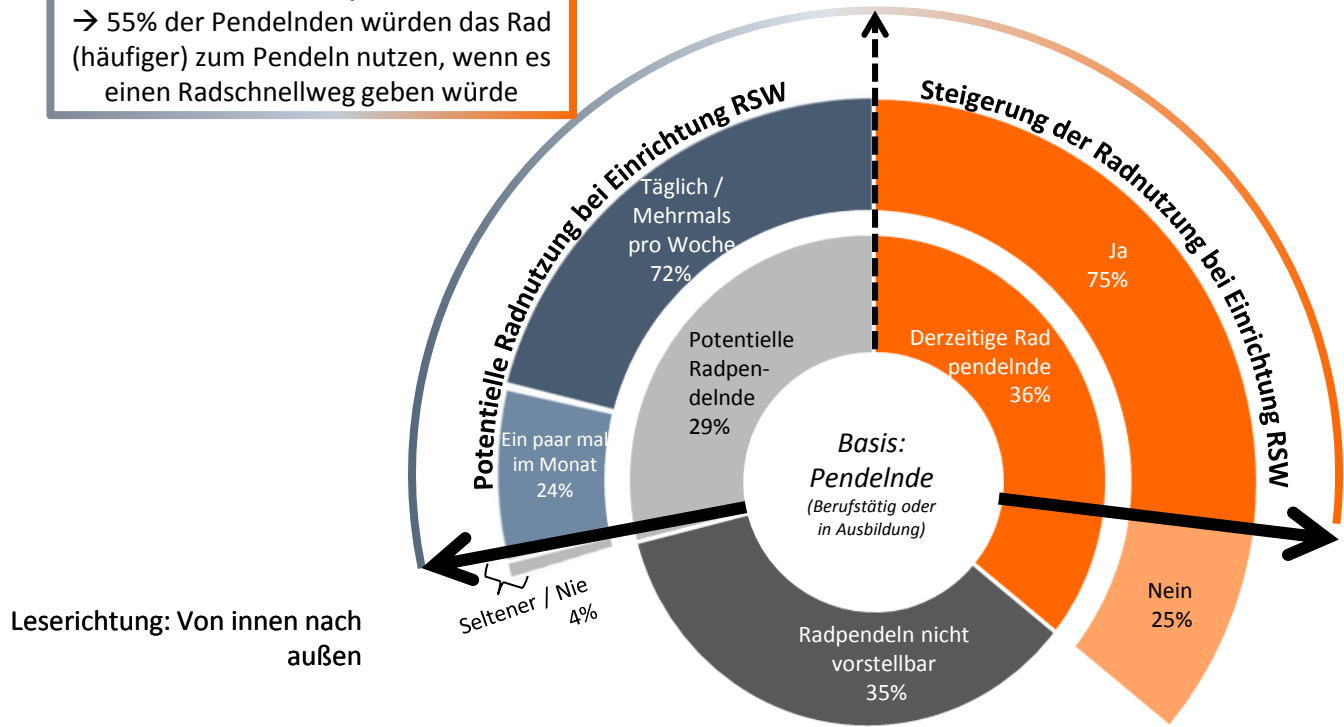 → 55% der Pendelnden würden das Rad
(häufiger) zum Pendeln nutzen, wenn es
einen Radschnellweg geben würde
Potentielle Radnutzung bei Einrichtung RSW
Steigerung der Radnutzung bei Einrichtung RSW
Täglich /
Mehrmals
pro Woche
72%
Ja
75%
Potentielle
Radpen-
delnde
29%
Derzeitige Rad
pendelnde
36%
Ein paar mal
im Monat
24%
Basis:
Pendelnde
(Berufstätig oder
in Ausbildung)
Seltener / Nie
4%
Nein
25%
Leserichtung: Von innen nach
außen
Radpendeln nicht
vorstellbar
35%